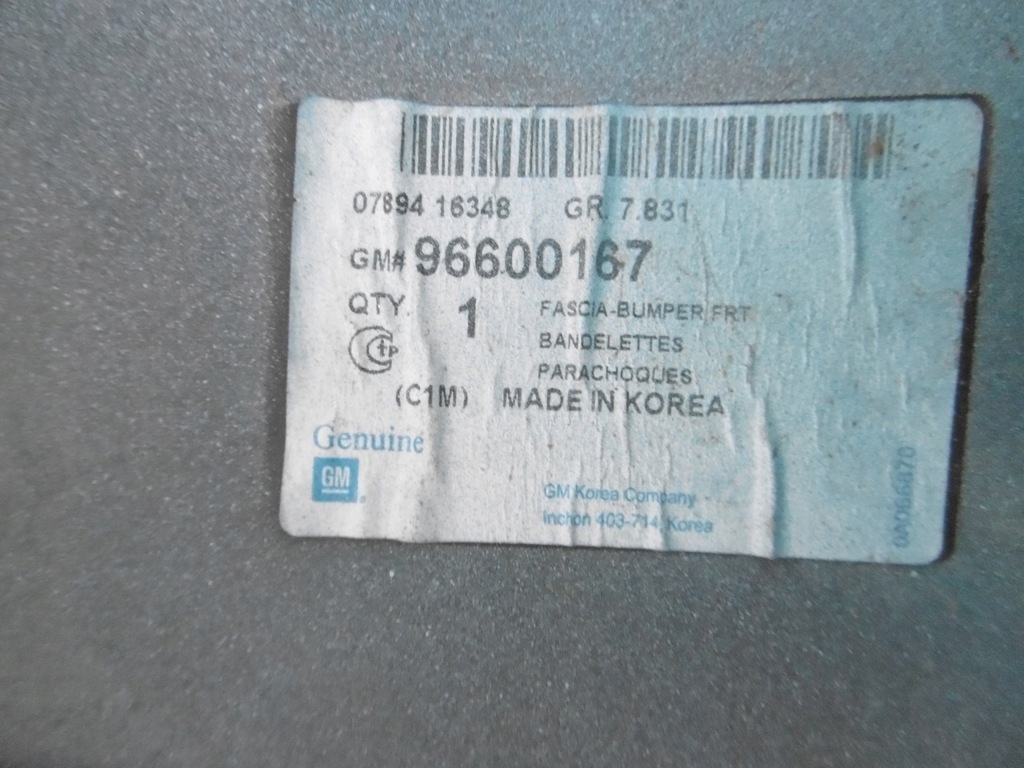 07894 16348 GR. 7.831
GM# 96600167
QTY. 1 FASCIA-BUMPER,FRT
BANDELETTES
PARACHOQUES
(C1M) MADE IN KOREA
Genuine
GM
GM Korea Company
Inchon 403-714, Korea